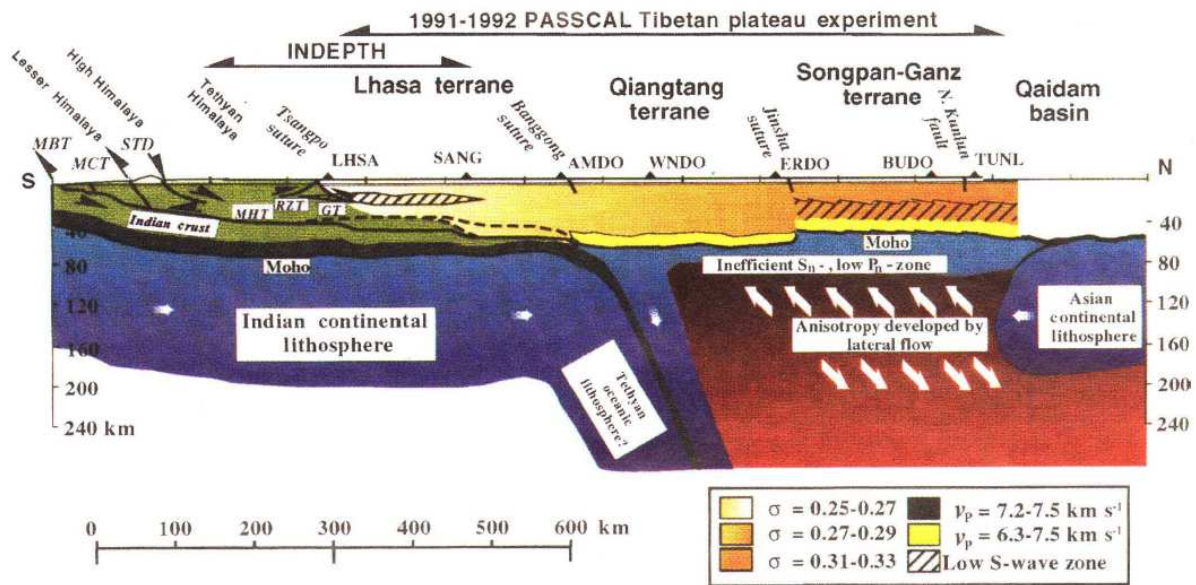 1991-1992 PASSCAL Tibetan plateau experiment
INDEPTH
Lesser Himalaya
High Himalaya
Tethyan Himalaya
Lhasa terrane
Qiangtang terrane
Songpan-Ganz terrane
Qaidam basin
MBT
MCT
STD
Tsangpo suture
Banggong suture
Jinsha suture
N. Kunlun fault
LHSA
SANG
AMDO
WNDO
ERDO
BUDO
TUNL
S
N
40
80
120
160
200
240 km
40
80
120
160
200
240
Indian crust
MHT
RZT
GT
Moho
Moho
Inefficient Sn-, low Pn-zone
Indian continental
lithosphere
Tethyan
oceanic
lithosphere?
Anisotropy developed by
lateral flow
Asian
continental
lithosphere
0 100 200 300 400 500 600 km
σ = 0.25-0.27
σ = 0.27-0.29
σ = 0.31-0.33
vp = 7.2-7.5 km s-1
vp = 6.3-7.5 km s-1
Low S-wave zone